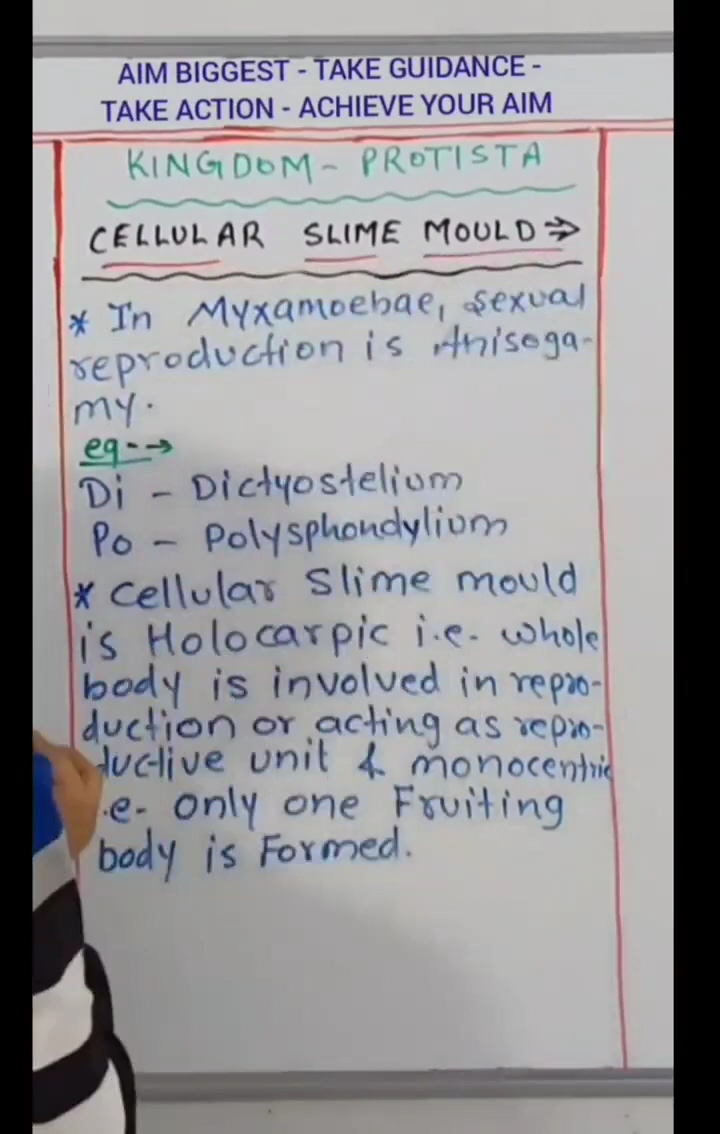 AIM BIGGEST - TAKE GUIDANCE -
TAKE ACTION - ACHIEVE YOUR AIM
KINGDOM - PROTISTA
CELLULAR SLIME MOULD ⇒
* In Myxamoebae, sexual
reproduction is Anisoga-
my.
eg--→
Di - Dictyostelium
Po - Polysphondylium
* Cellular Slime mould
is Holocarpic i.e. whole
body is involved in repro-
duction or acting as repro-
ductive unit & monocentric
.e- only one Fruiting
body is Formed.